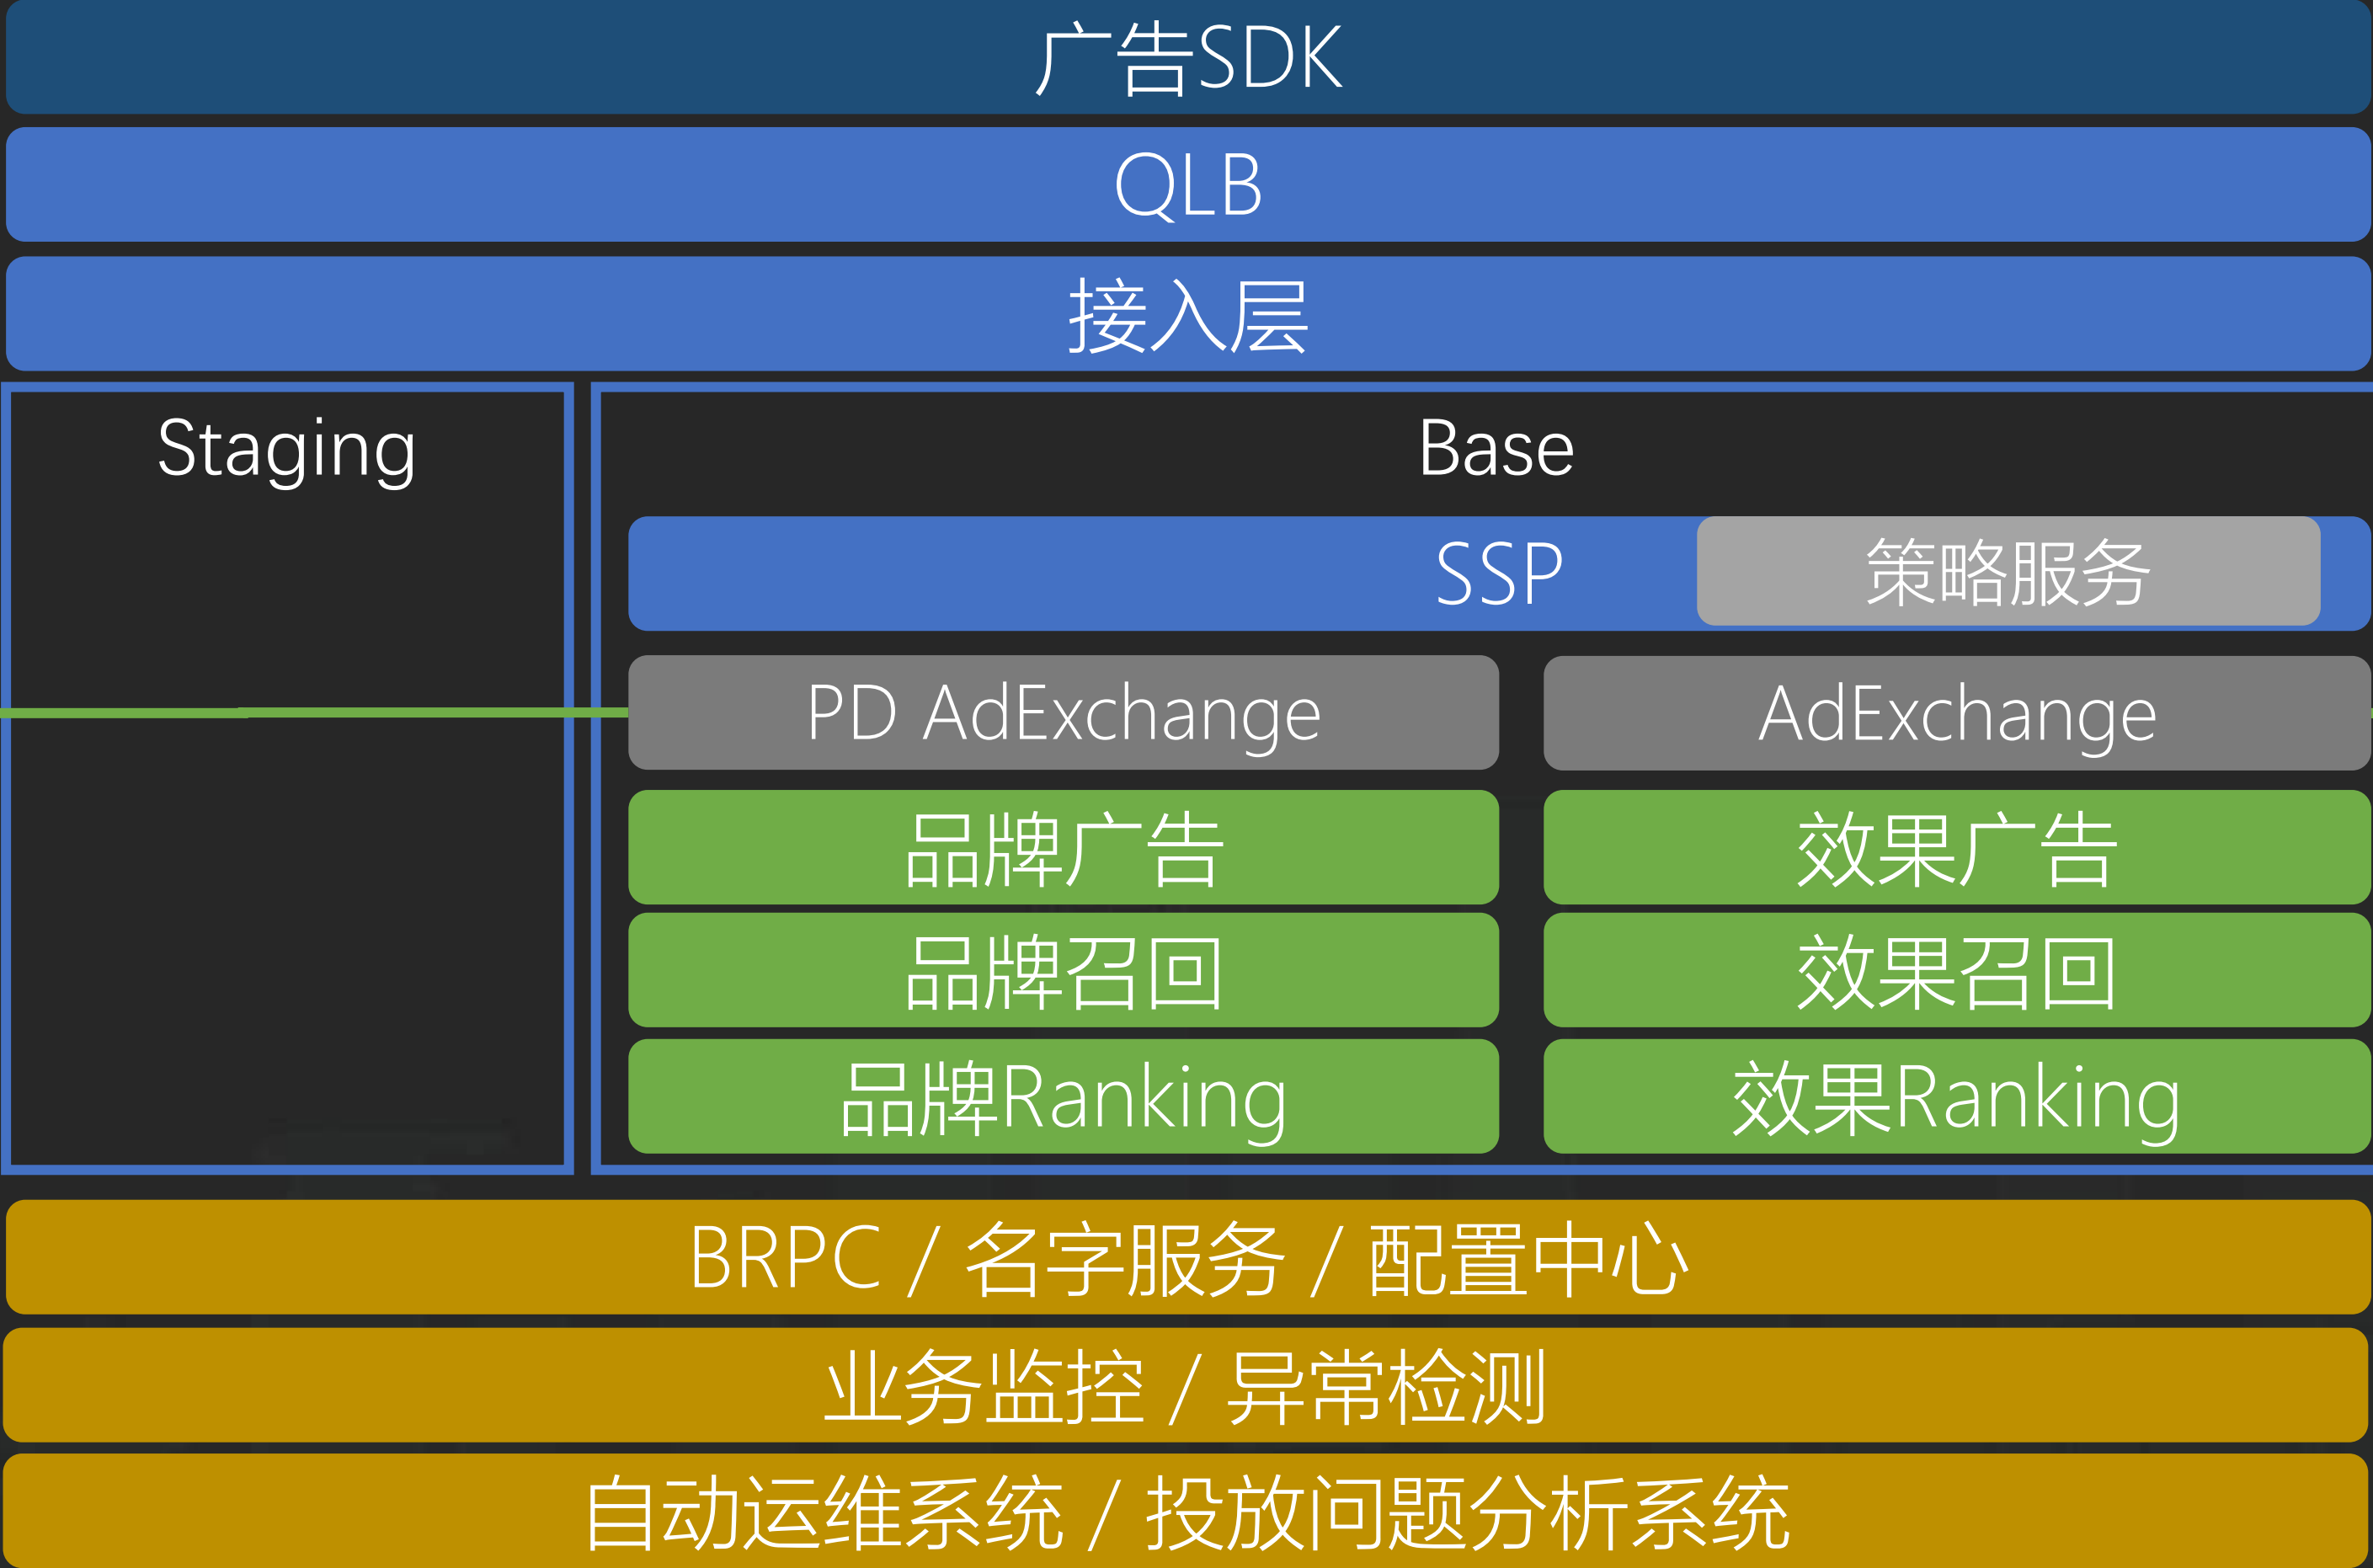 广告SDK
QLB
接入层
Staging
Base
SSP
策略服务
PD AdExchange
AdExchange
品牌广告
效果广告
品牌召回
效果召回
品牌Ranking
效果Ranking
BRPC / 名字服务 / 配置中心
业务监控 / 异常检测
自动运维系统 / 投放问题分析系统